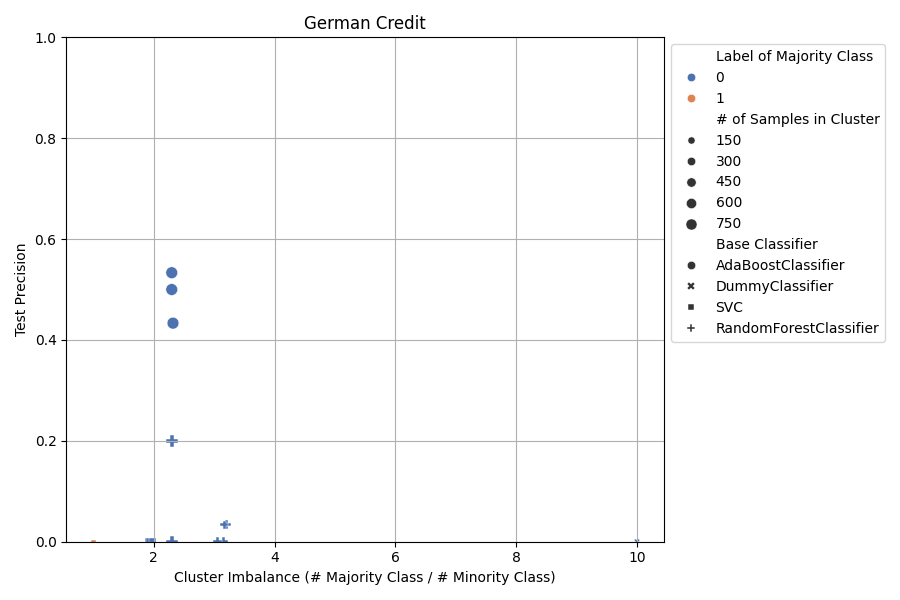 German Credit
Test Precision
1.0
0.8
0.6
0.4
0.2
0.0
2
4
6
8
10
Cluster Imbalance (# Majority Class / # Minority Class)
Label of Majority Class
0
1
# of Samples in Cluster
150
300
450
600
750
Base Classifier
AdaBoostClassifier
DummyClassifier
SVC
RandomForestClassifier